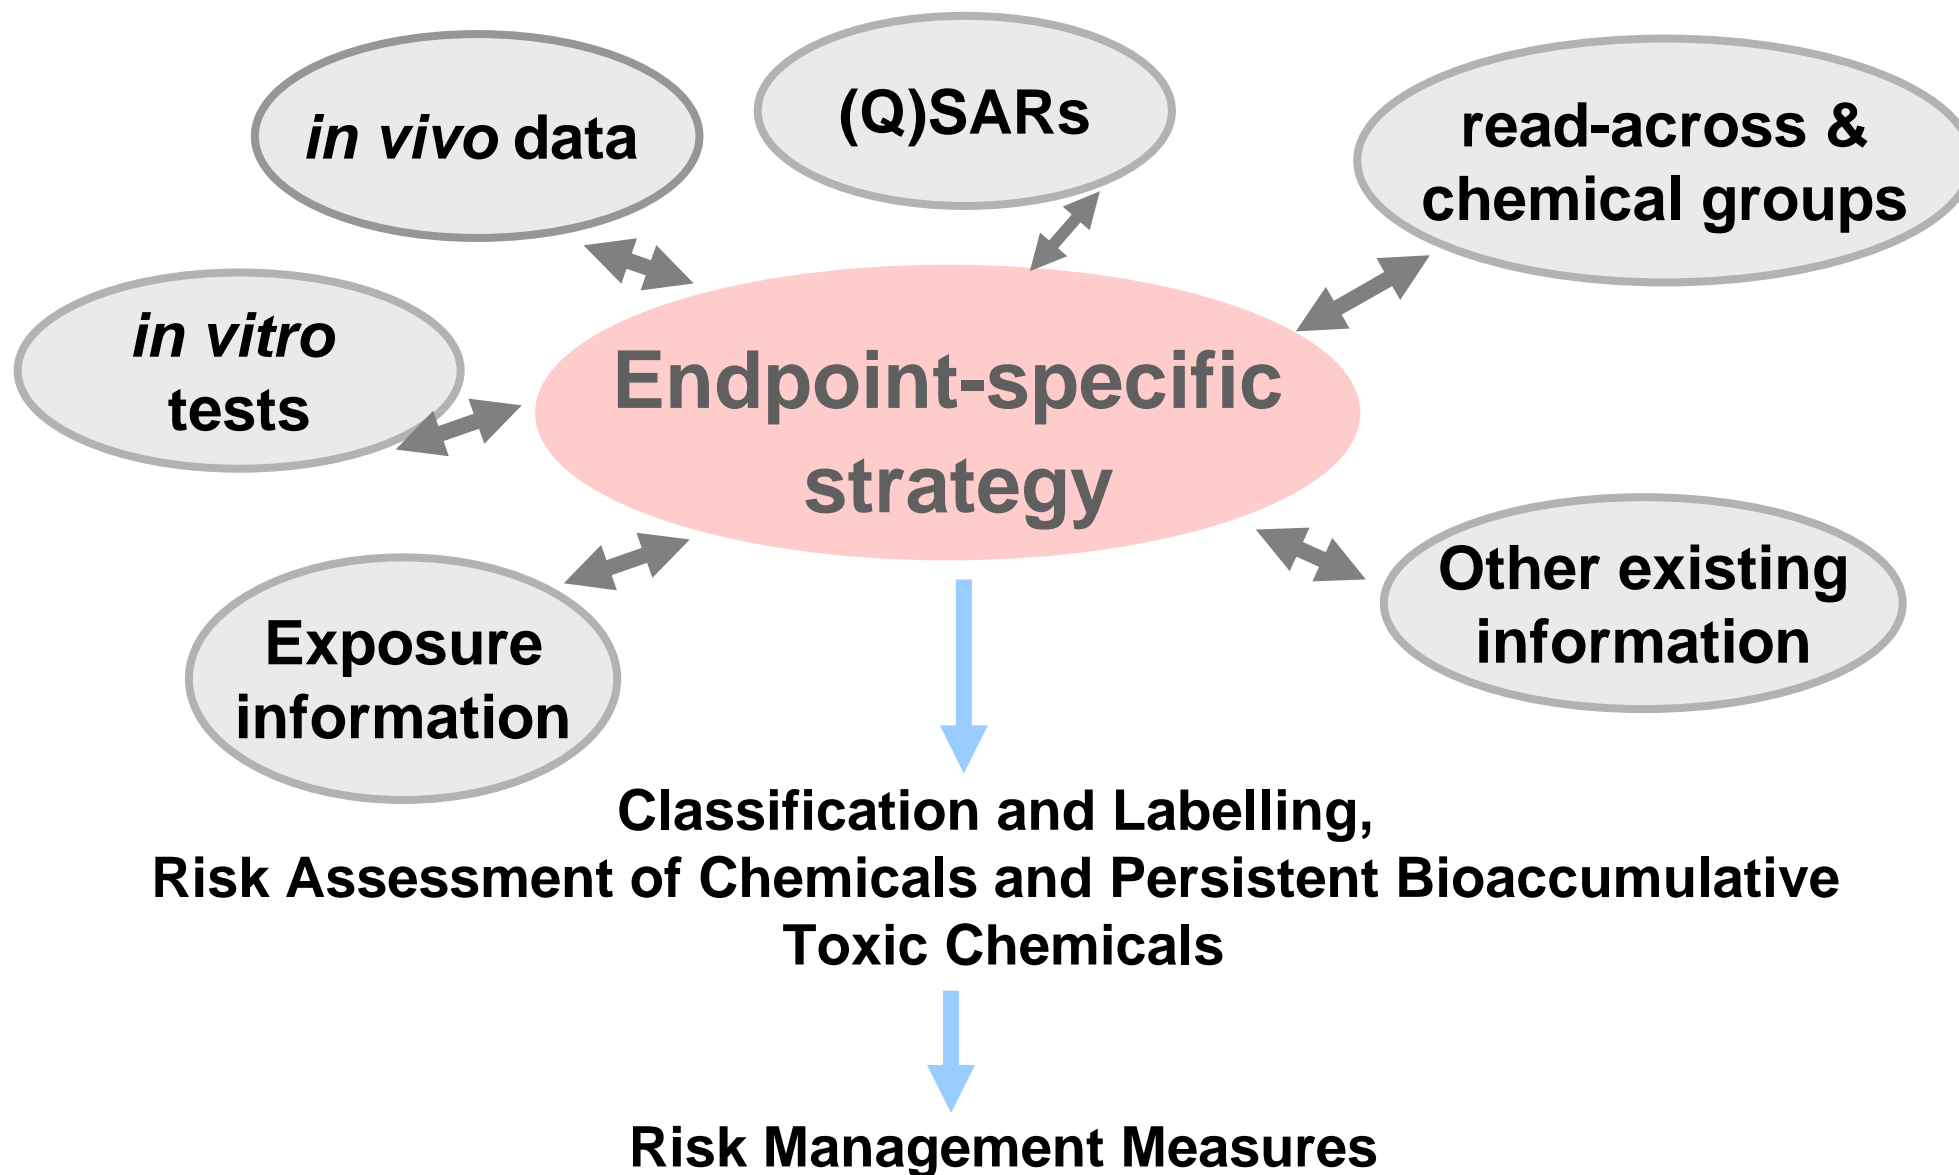 in vivo data
(Q)SARs
read-across &
chemical groups
in vitro
tests
Endpoint-specific
strategy
Exposure
information
Other existing
information
Classification and Labelling,
Risk Assessment of Chemicals and Persistent Bioaccumulative
Toxic Chemicals
Risk Management Measures